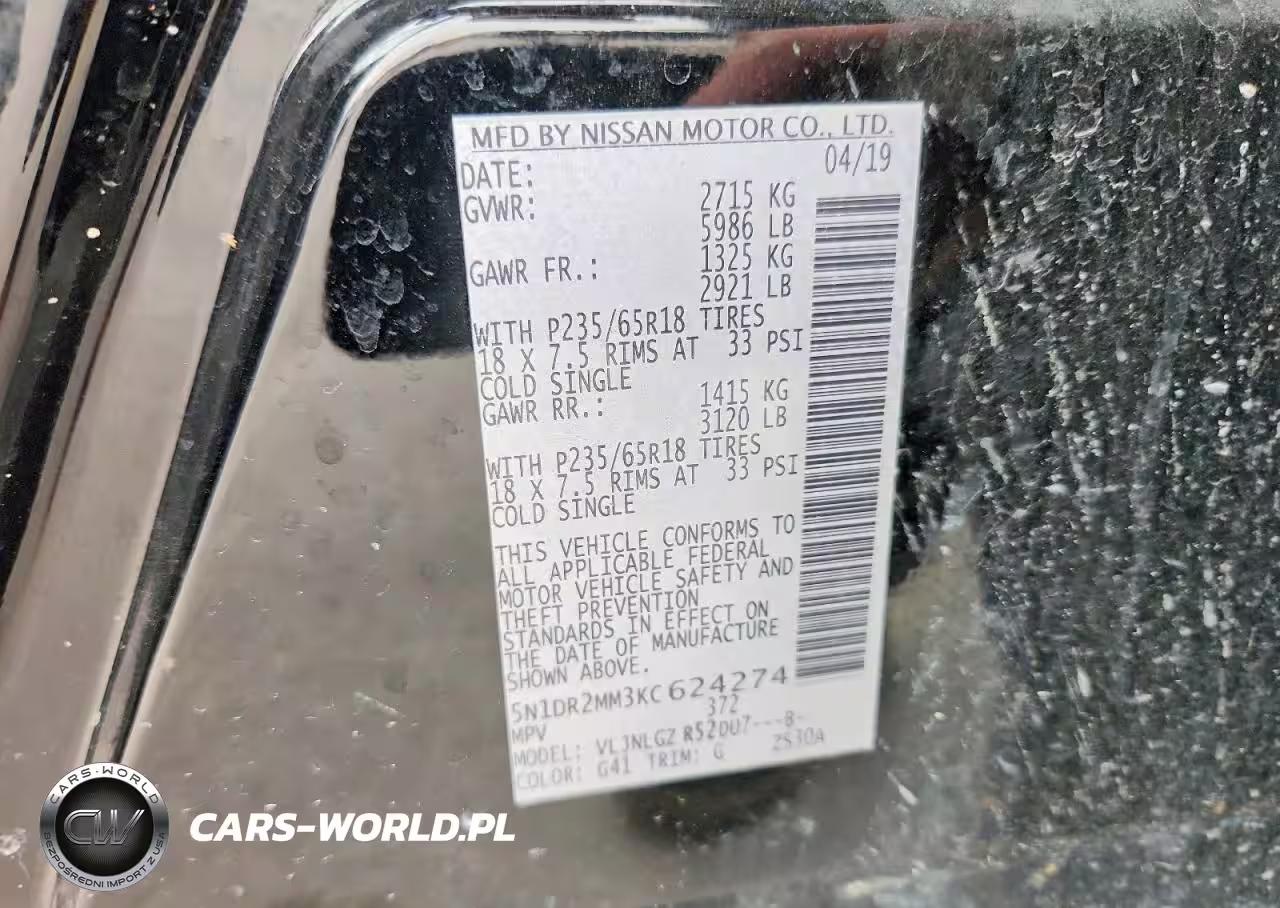 MFD BY NISSAN MOTOR CO., LTD.
DATE: 04/19
GVWR: 2715 KG
5986 LB
GAWR FR.: 1325 KG
2921 LB
WITH P235/65R18 TIRES
18 X 7.5 RIMS AT 33 PSI
COLD SINGLE
GAWR RR.: 1415 KG
3120 LB
WITH P235/65R18 TIRES
18 X 7.5 RIMS AT 33 PSI
COLD SINGLE
THIS VEHICLE CONFORMS TO
ALL APPLICABLE FEDERAL
MOTOR VEHICLE SAFETY AND
THEFT PREVENTION
STANDARDS IN EFFECT ON
THE DATE OF MANUFACTURE
SHOWN ABOVE.
5N1DR2MM3KC624274
MPV 372
MODEL: VL3NLGZ R52DU7---B-
COLOR: G41 TRIM: G ZS30A
CARS-WORLD
CW
BEZPOŚREDNI IMPORT Z USA
CARS-WORLD.PL